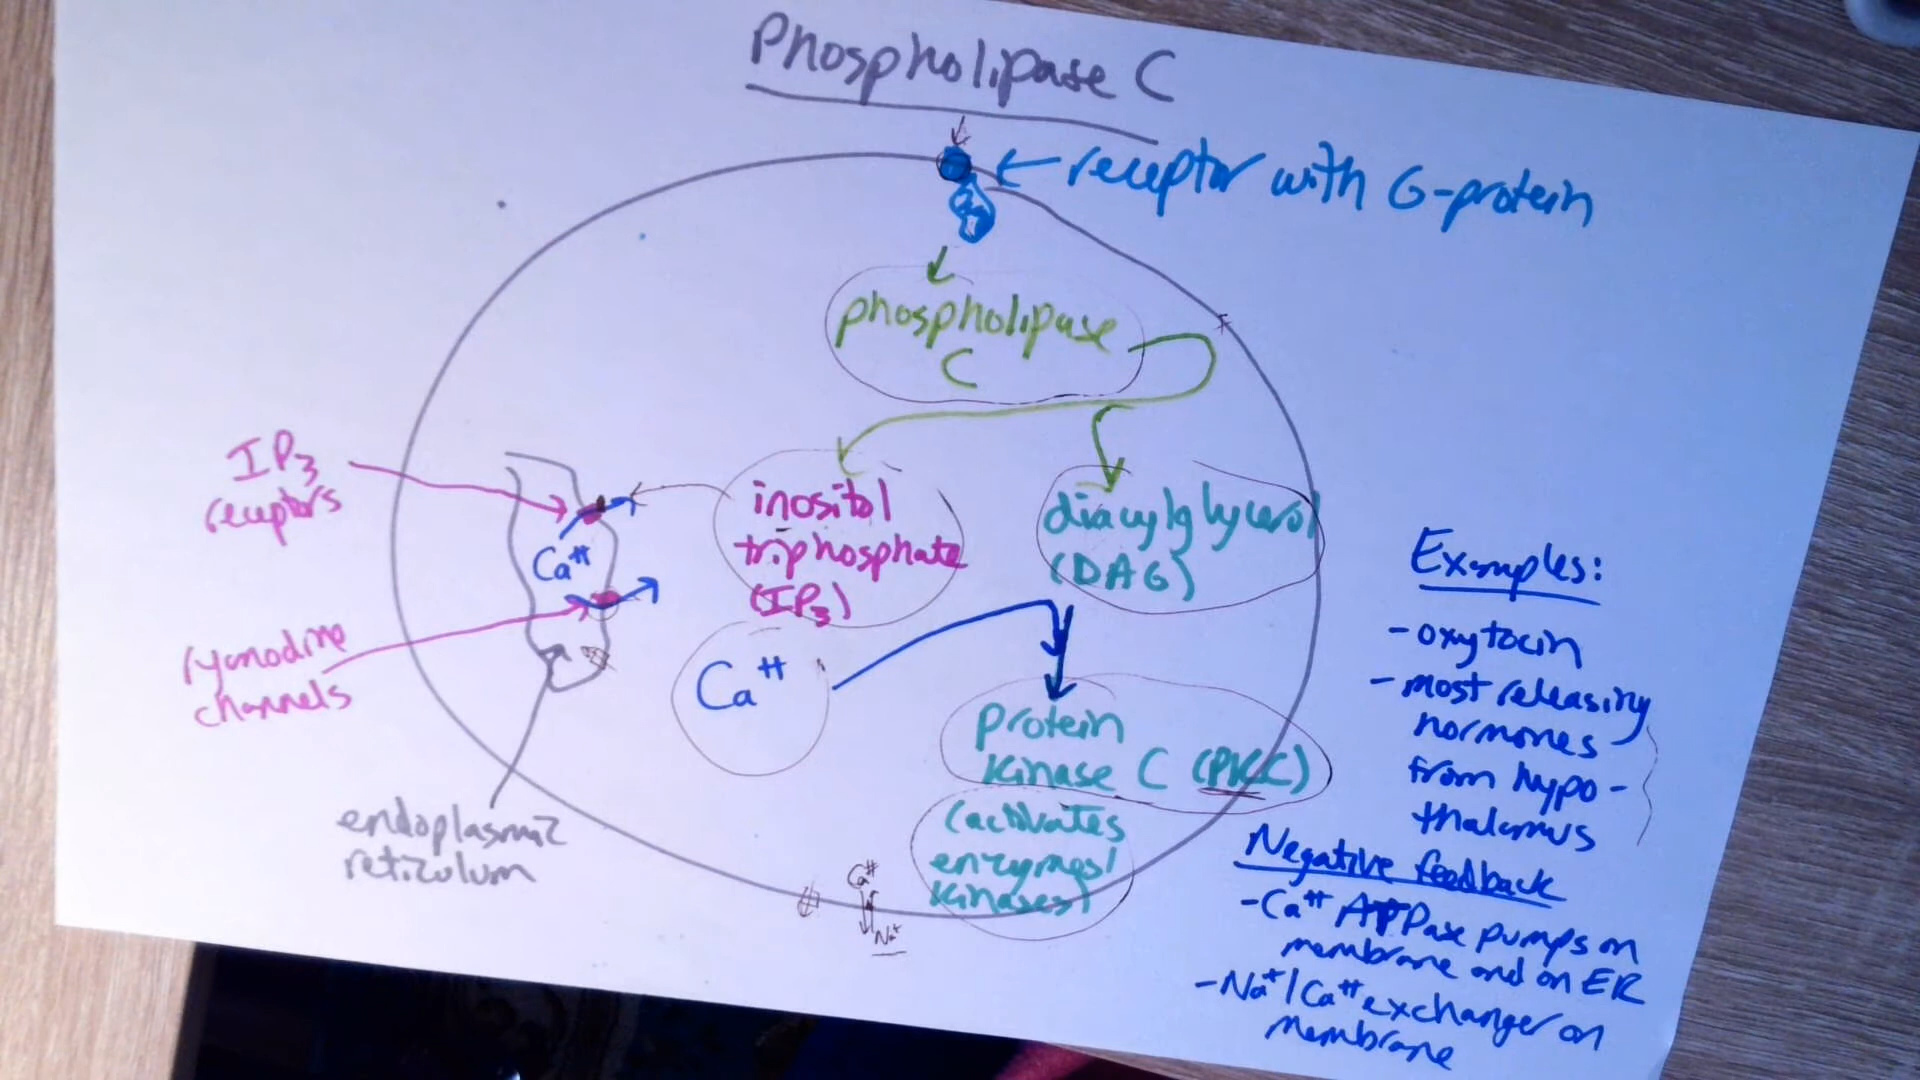 Phospholipase C
← receptor with G-protein
phospholipase
C
IP3
receptors
inositol
triphosphate
(IP3)
diacylglycerol
(DAG)
Ca++
ryanodine
channels
Ca++
protein
kinase C (PKC)
(activates
enzymes/
kinases)
endoplasmic
reticulum
Ca++
Na+
Examples:
- oxytocin
- most releasing
hormones
from hypo-
thalamus
Negative feedback
- Ca++ ATPase pumps on
membrane and on ER
- Na+/Ca++ exchanger on
membrane